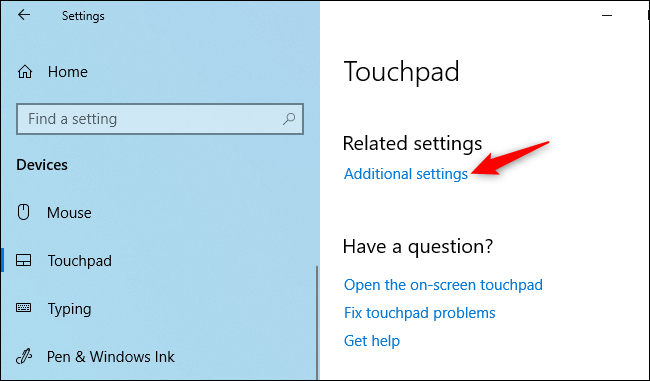 Settings
Home
Find a setting
Devices
Mouse
Touchpad
Typing
Pen & Windows Ink
Touchpad
Related settings
Additional settings
Have a question?
Open the on-screen touchpad
Fix touchpad problems
Get help